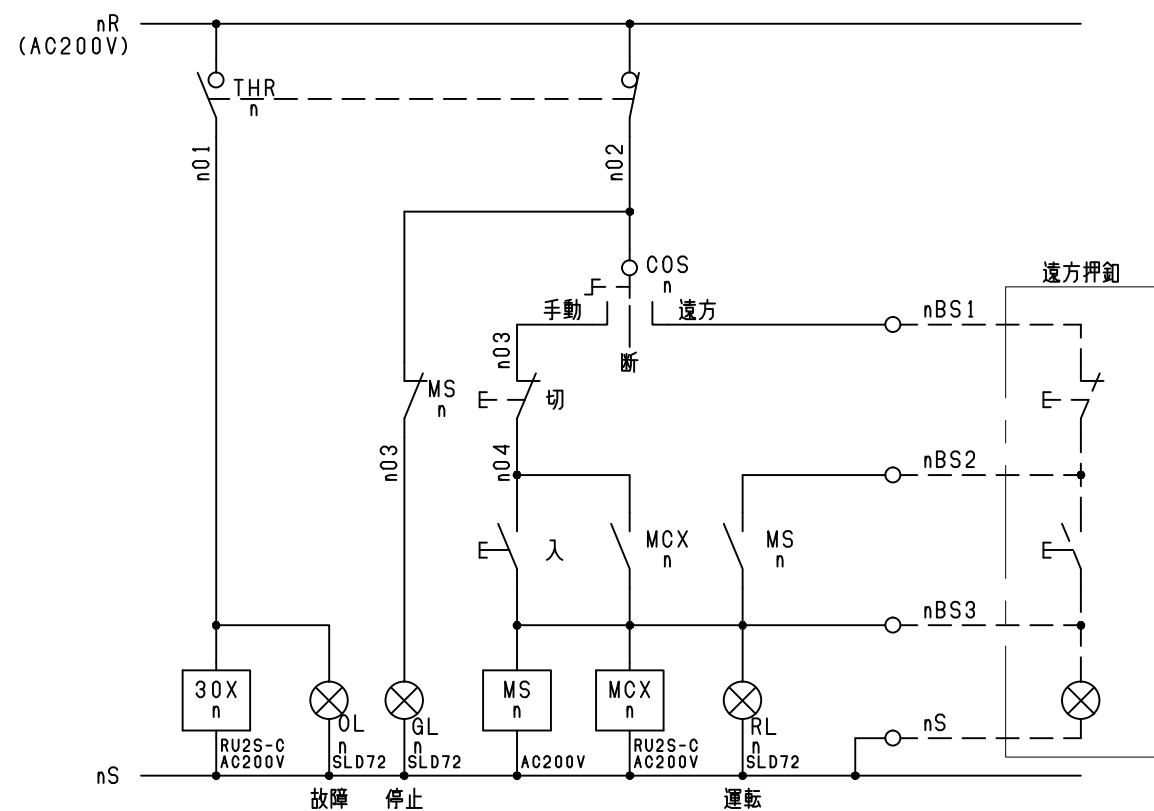 nR
(AC200V)
THR
n
n01
n02
COS
n
遠方押釦
手動
遠方
nBS1
断
n03
MS
n
切
n03
n04
nBS2
入
MCX
n
MS
n
nBS3
30X
n
RU2S-C
AC200V
OL
n
SLD72
GL
n
SLD72
MS
n
AC200V
MCX
n
RU2S-C
AC200V
RL
n
SLD72
nS
nS
故障
停止
運転